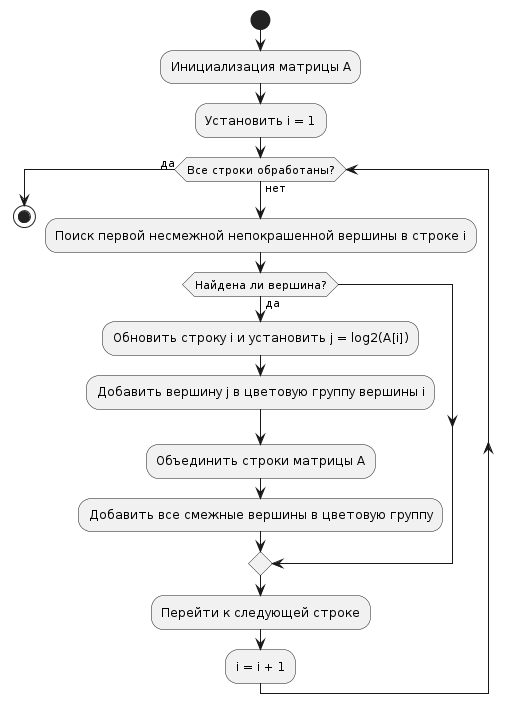 Инициализация матрицы A
Установить i = 1
да
Все строки обработаны?
нет
Поиск первой несмежной непокрашенной вершины в строке i
Найдена ли вершина?
да
Обновить строку i и установить j = log2(A[i])
Добавить вершину j в цветовую группу вершины i
Объединить строки матрицы A
Добавить все смежные вершины в цветовую группу
Перейти к следующей строке
i = i + 1